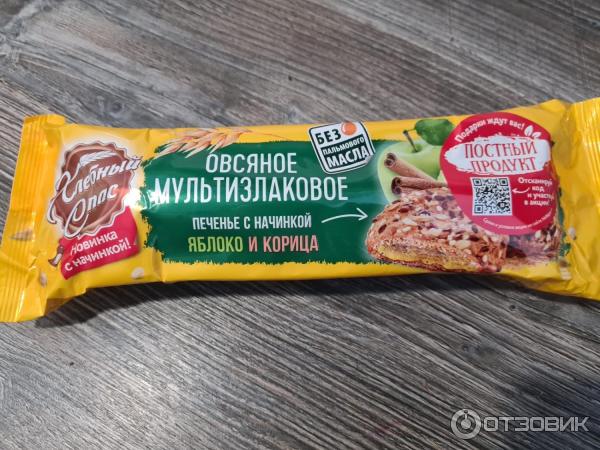 Хлебный
Спас
Новинка
с начинкой!
ОВСЯНОЕ
МУЛЬТИЗЛАКОВОЕ
ПЕЧЕНЬЕ С НАЧИНКОЙ
ЯБЛОКО И КОРИЦА
БЕЗ
ПАЛЬМОВОГО
МАСЛА
Подарки ждут вас!
ПОСТНЫЙ
ПРОДУКТ
Отсканируй
код
и участвуй
в акции!
ОТЗОВИК